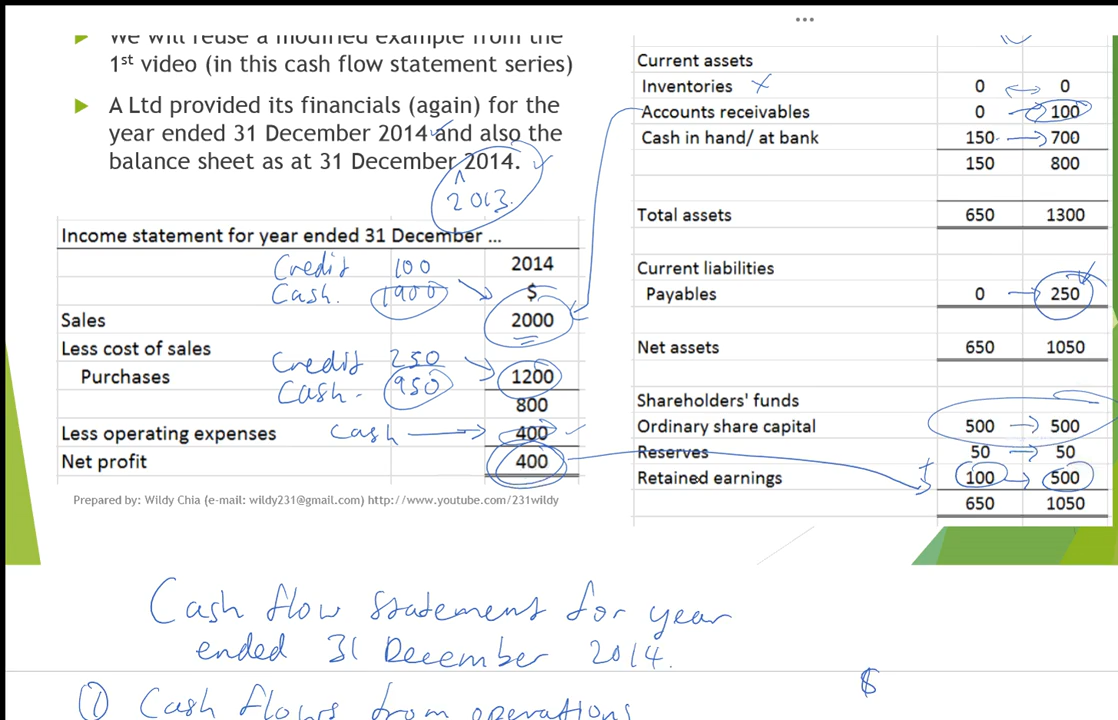 We will reuse a modified example from the
1st video (in this cash flow statement series)
A Ltd provided its financials (again) for the
year ended 31 December 2014 and also the
balance sheet as at 31 December 2014.
2013.
Income statement for year ended 31 December ...
Credit 100 2014
Cash. 1900 $
Sales 2000
Less cost of sales
Credit 250
Purchases 1200
Cash. 950
800
Less operating expenses Cash 400
Net profit 400
Prepared by: Wildy Chia (e-mail: wildy231@gmail.com) http://www.youtube.com/231wildy
Current assets
Inventories 0 0
Accounts receivables 0 100
Cash in hand/ at bank 150 700
150 800
Total assets 650 1300
Current liabilities
Payables 0 250
Net assets 650 1050
Shareholders' funds
Ordinary share capital 500 500
Reserves 50 50
Retained earnings 100 500
650 1050
Cash flow statement for year
ended 31 December 2014.
$
① Cash flows from operations